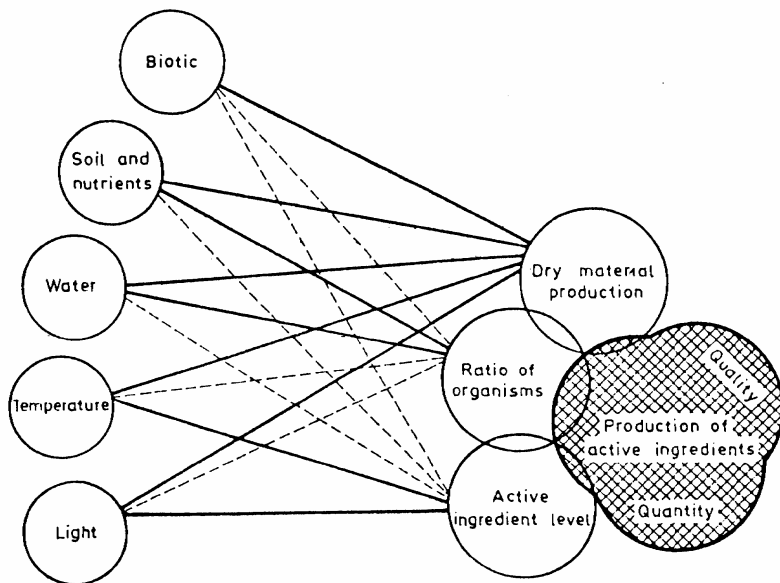 Biotic
Soil and
nutrients
Water
Temperature
Light
Dry material
production
Ratio of
organisms
Active
ingredient level
Quality
Production of
active ingredients
Quantity